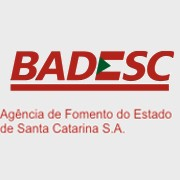 BADESC
Agência de Fomento do Estado
de Santa Catarina S.A.